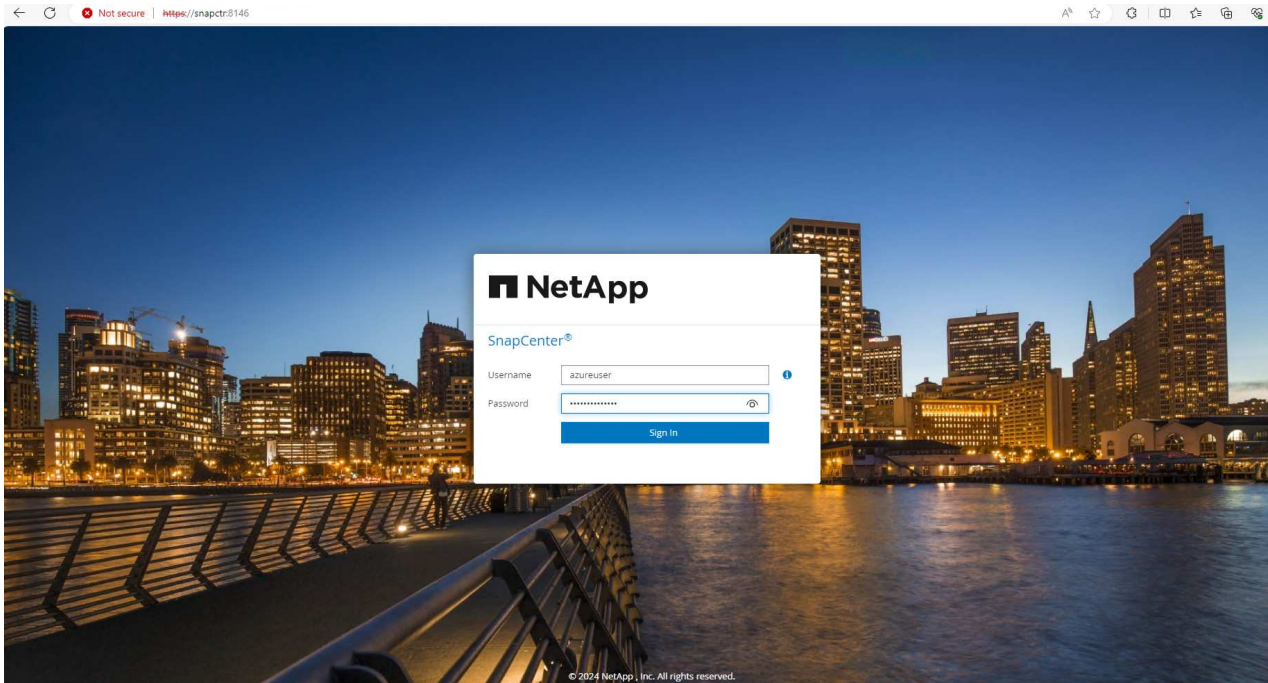 Not secure https://snapctr:8146
NetApp
SnapCenter®
Username azureuser
Password ••••••••••••••
Sign In
© 2024 NetApp , Inc. All rights reserved.